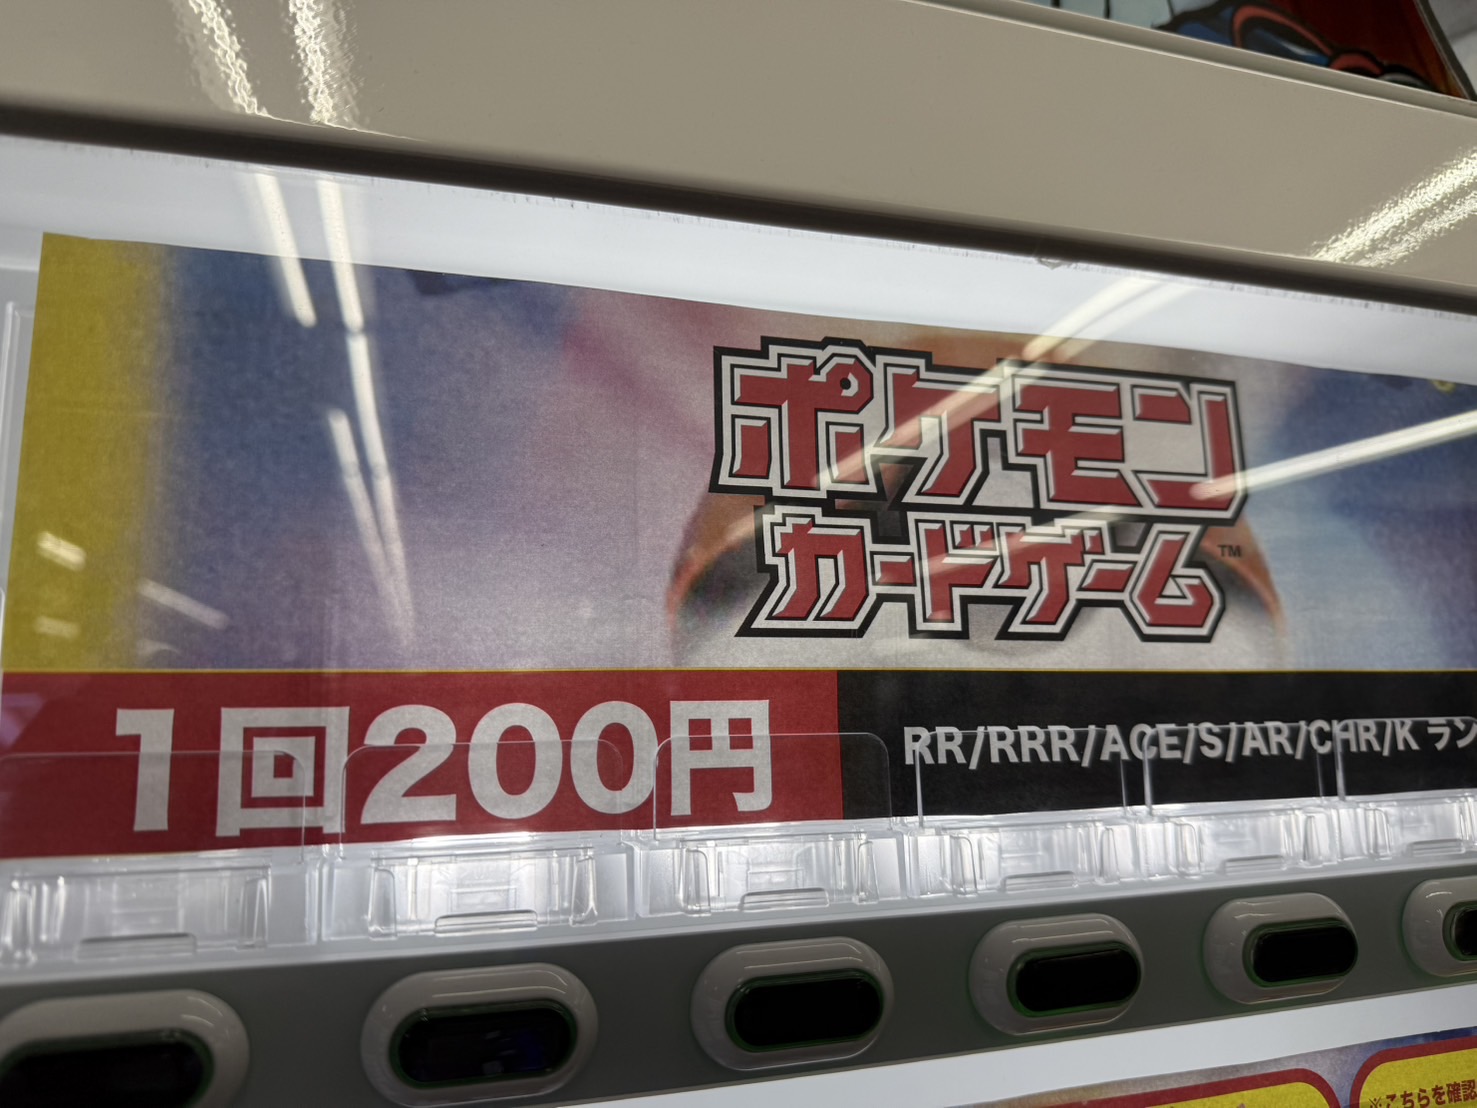 ポケモン
カードゲーム
TM
1回200円
RR/RRR/ACE/S/AR/CHR/K ラン
※こちらを確認